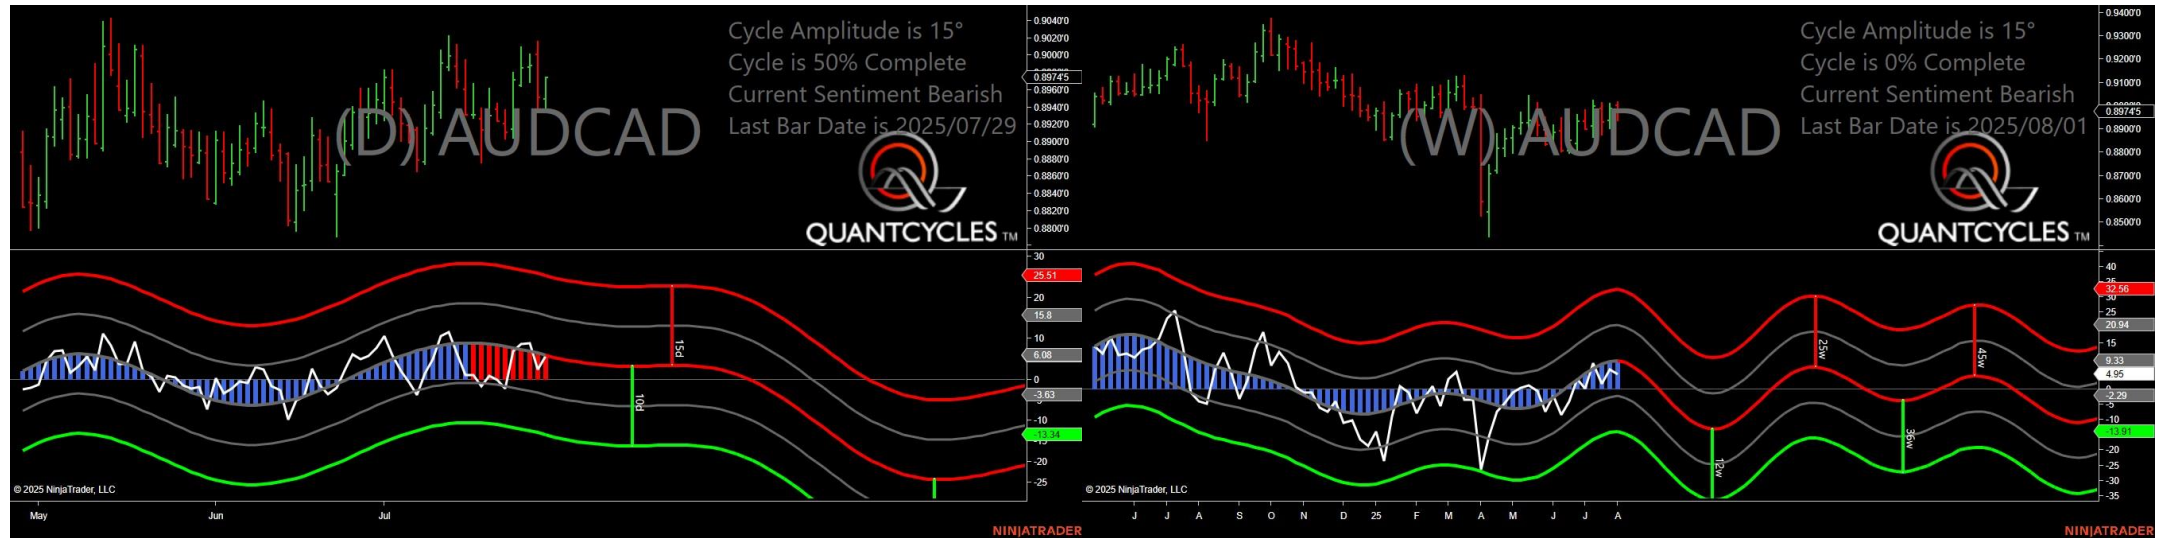 Cycle Amplitude is 15°
Cycle is 50% Complete
Current Sentiment Bearish
Last Bar Date is 2025/07/29
(D) AUDCAD
QUANTCYCLES TM
0.9040'0
0.9020'0
0.9000'0
0.8974'5
0.8960'0
0.8940'0
0.8920'0
0.8900'0
0.8880'0
0.8860'0
0.8840'0
0.8820'0
0.8800'0
30
25.51
20
15.8
10
6.08
0
-3.63
-10
-13.34
-20
-25
15d
10d
© 2025 NinjaTrader, LLC
May
Jun
Jul
NINJATRADER
Cycle Amplitude is 15°
Cycle is 0% Complete
Current Sentiment Bearish
Last Bar Date is 2025/08/01
(W) AUDCAD
QUANTCYCLES TM
0.9400'0
0.9300'0
0.9200'0
0.9100'0
0.8974'5
0.8900'0
0.8800'0
0.8700'0
0.8600'0
0.8500'0
40
32.56
30
25
20.94
15
9.33
4.95
-2.29
-5
-13.91
-20
-25
-30
-35
12w
25w
36w
45w
© 2025 NinjaTrader, LLC
J
J
A
S
O
N
D
25
F
M
A
M
J
J
A
NINJATRADER